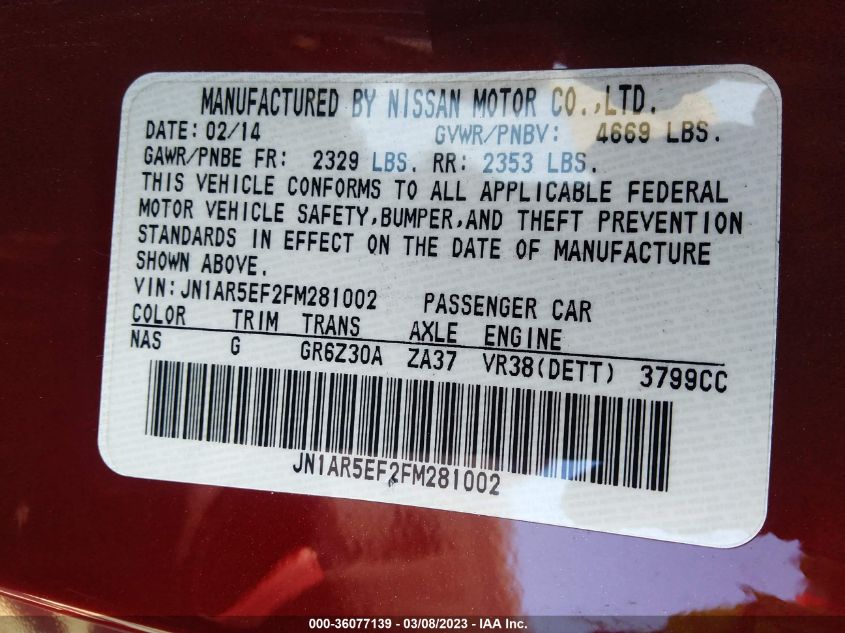 MANUFACTURED BY NISSAN MOTOR CO.,LTD.
DATE: 02/14 GVWR/PNBV: 4669 LBS.
GAWR/PNBE FR: 2329 LBS. RR: 2353 LBS.
THIS VEHICLE CONFORMS TO ALL APPLICABLE FEDERAL
MOTOR VEHICLE SAFETY,BUMPER,AND THEFT PREVENTION
STANDARDS IN EFFECT ON THE DATE OF MANUFACTURE
SHOWN ABOVE.
VIN:JN1AR5EF2FM281002 PASSENGER CAR
COLOR TRIM TRANS AXLE ENGINE
NAS G GR6Z30A ZA37 VR38(DETT) 3799CC
JN1AR5EF2FM281002
000-36077139 - 03/08/2023 - IAA Inc.